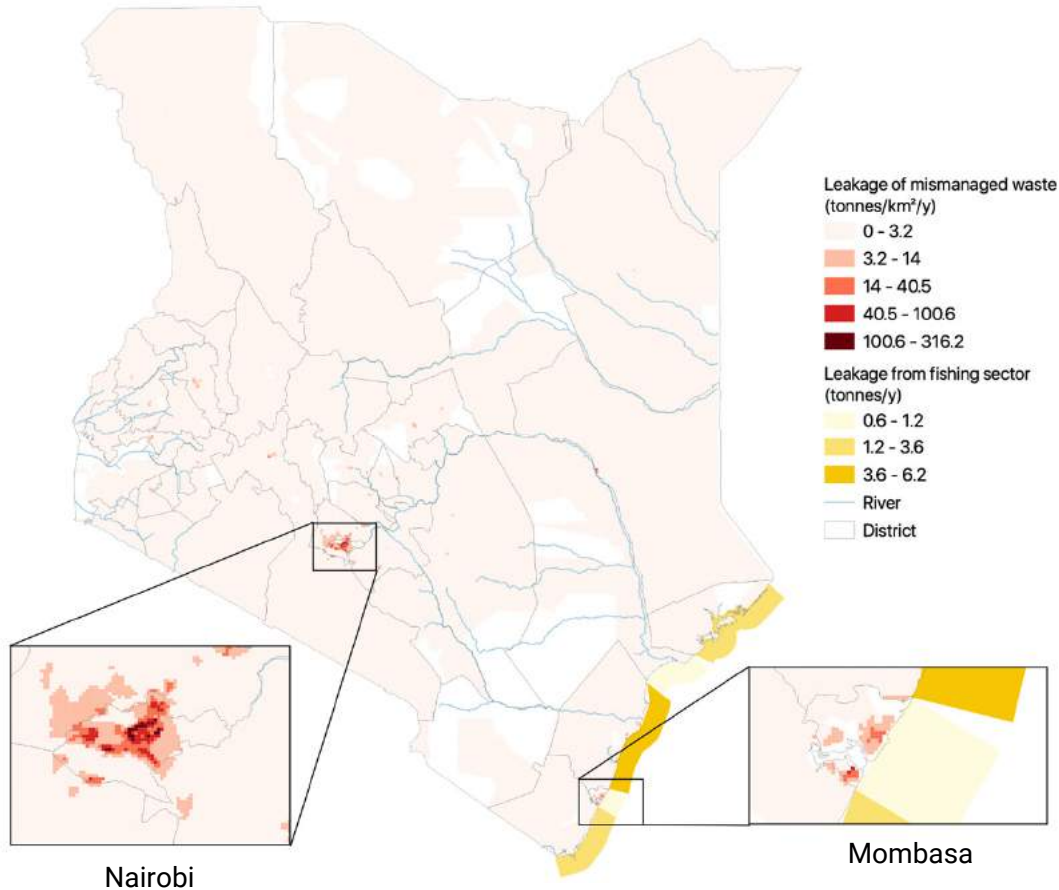 Leakage of mismanaged waste
(tonnes/km²/y)
0 - 3.2
3.2 - 14
14 - 40.5
40.5 - 100.6
100.6 - 316.2
Leakage from fishing sector
(tonnes/y)
0.6 - 1.2
1.2 - 3.6
3.6 - 6.2
River
District
Nairobi
Mombasa